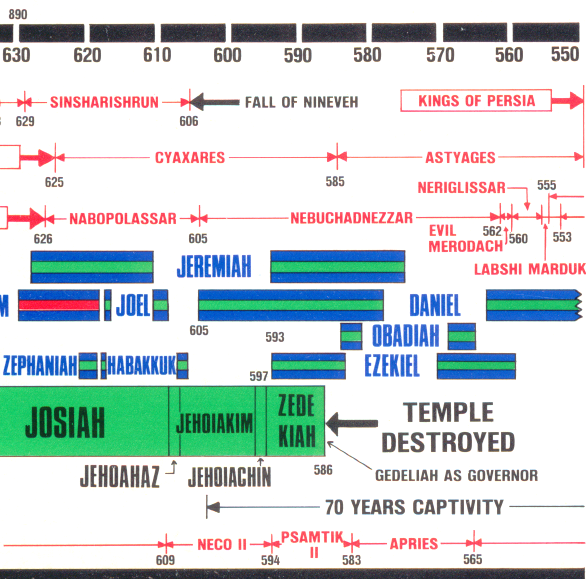 890
630 620 610 600 590 580 570 560 550
SINSHARISHRUN FALL OF NINEVEH KINGS OF PERSIA
629 606
CYAXARES ASTYAGES
625 585
NERIGLISSAR 555
NABOPOLASSAR NEBUCHADNEZZAR
626 605 EVIL 562 560 553
MERODACH
LABSHI MARDUK
JEREMIAH
M JOEL DANIEL
605 593
OBADIAH
ZEPHANIAH HABAKKUK EZEKIEL
597
JOSIAH JEHOIAKIM ZEDE
KIAH
TEMPLE
DESTROYED
JEHOAHAZ JEHOIACHIN 586 GEDELIAH AS GOVERNOR
70 YEARS CAPTIVITY
NECO II PSAMTIK
II
APRIES
609 594 583 565